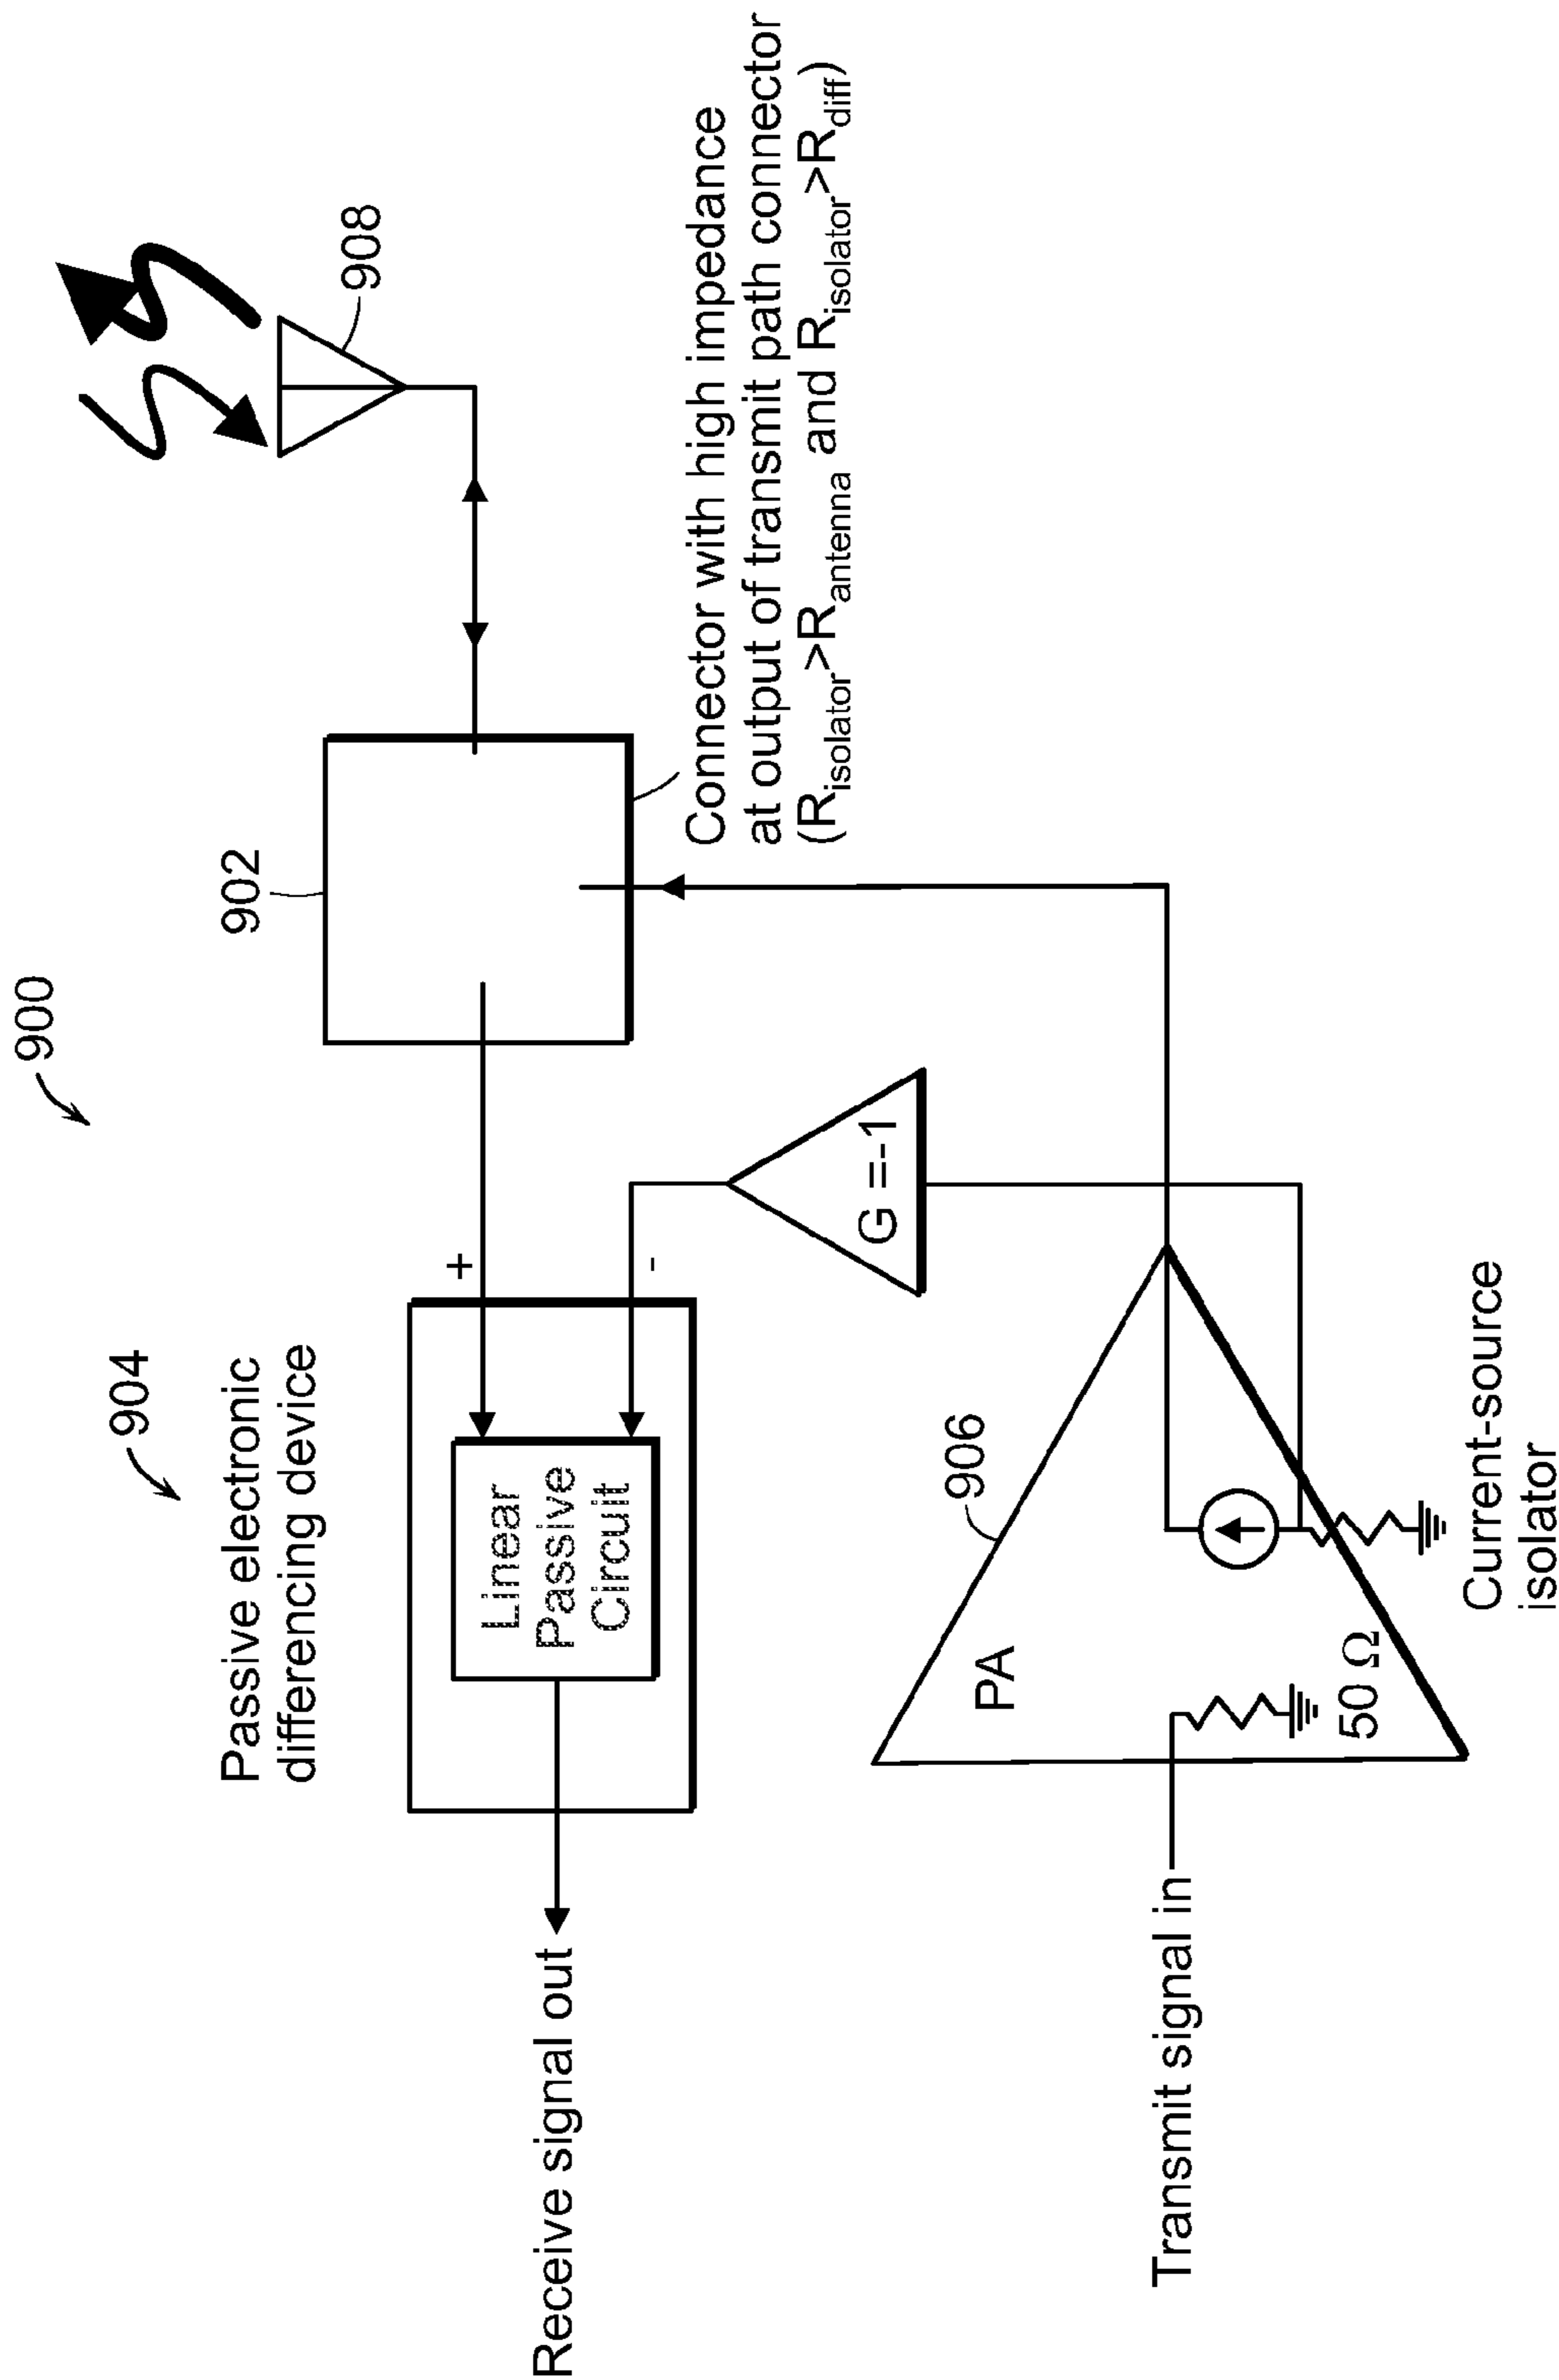 900
904
Passive electronic
differencing device
902
908
+
-
Linear
Passive
Circuit
Receive signal out
Connector with high impedance
at output of transmit path connector
(Risolator>Rantenna and Risolator>Rdiff)
G =-1
906
PA
50 Ω
Transmit signal in
Current-source
isolator